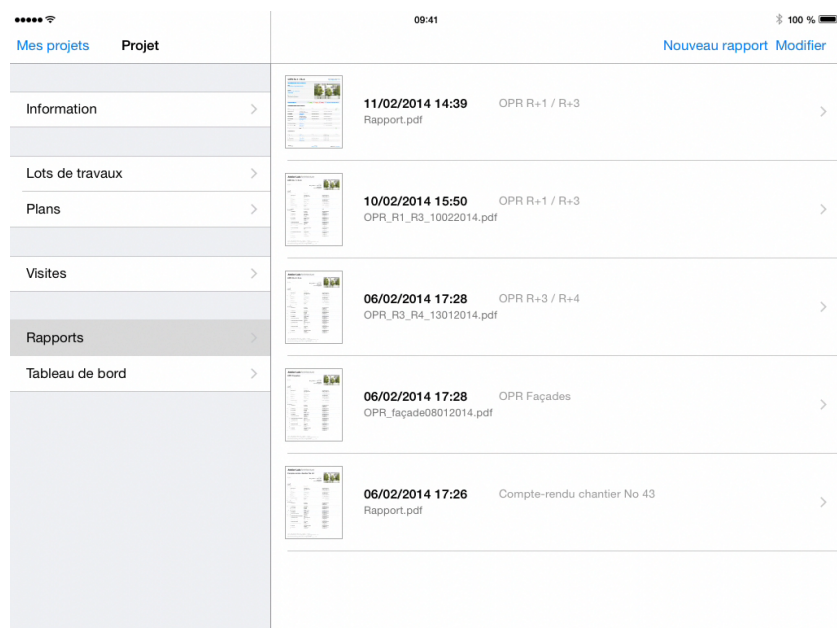 09:41
100 %
Mes projets Projet
Nouveau rapport Modifier
Information
Lots de travaux
Plans
Visites
Rapports
Tableau de bord
11/02/2014 14:39 OPR R+1 / R+3
Rapport.pdf
10/02/2014 15:50 OPR R+1 / R+3
OPR_R1_R3_10022014.pdf
06/02/2014 17:28 OPR R+3 / R+4
OPR_R3_R4_13012014.pdf
06/02/2014 17:28 OPR Façades
OPR_façade08012014.pdf
06/02/2014 17:26 Compte-rendu chantier No 43
Rapport.pdf